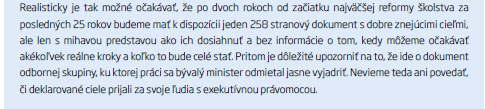 Realisticky je tak možné očakávať, že po dvoch rokoch od začiatku najväčšej reformy školstva za
posledných 25 rokov budeme mať k dispozícii jeden 258 stranový dokument s dobre znejúcimi cieľmi,
ale len s mihavou predstavou ako ich dosiahnuť a bez informácie o tom, kedy môžeme očakávať
akékoľvek reálne kroky a koľko to bude celé stať. Pritom je dôležité upozorniť na to, že ide o dokument
odbornej skupiny, ku ktorej práci sa bývalý minister odmietal jasne vyjadriť. Nevieme teda ani povedať,
či deklarované ciele prijali za svoje ľudia s exekutívnou právomocou.